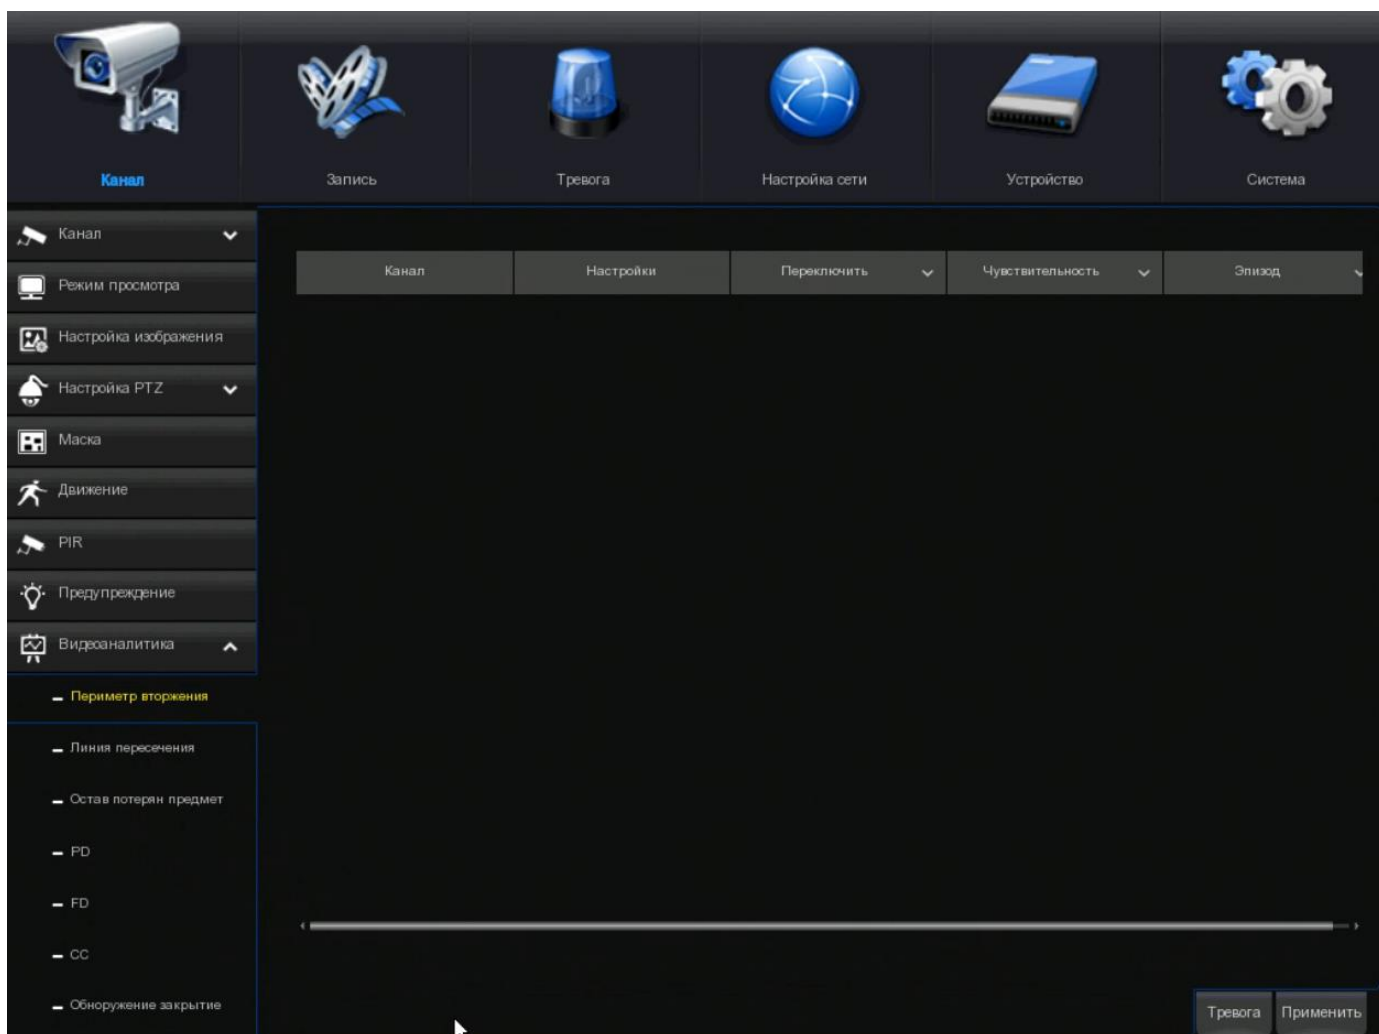 Канал
Запись
Тревога
Настройка сети
Устройство
Система
Канал
Режим просмотра
Настройка изображения
Настройка PTZ
Маска
Движение
PIR
Предупреждение
Видеоаналитика
Периметр вторжения
Линия пересечения
Остав потерян предмет
PD
FD
CC
Обноружение закрытие
Канал
Настройки
Переключить
Чувствительность
Эпизод
Тревога
Применить